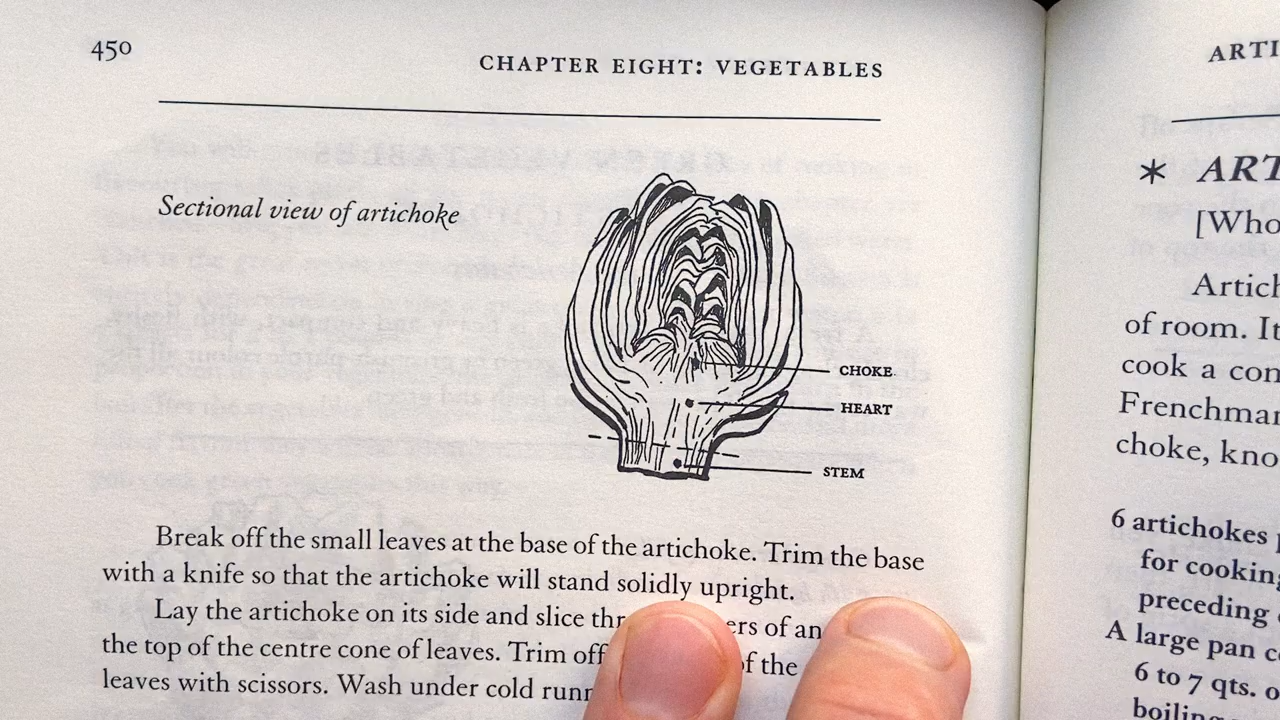 450
CHAPTER EIGHT: VEGETABLES
Sectional view of artichoke
CHOKE
HEART
STEM
Break off the small leaves at the base of the artichoke. Trim the base
with a knife so that the artichoke will stand solidly upright.
Lay the artichoke on its side and slice of an
the top of the centre cone of leaves. Trim off of the
leaves with scissors. Wash under cold
ARTI
* ART
[Who
Artich
of room. It
cook a con
Frenchman
choke, kno
6 artichokes
for cooking
preceding
A large pan
6 to 7 qts. o
boiling